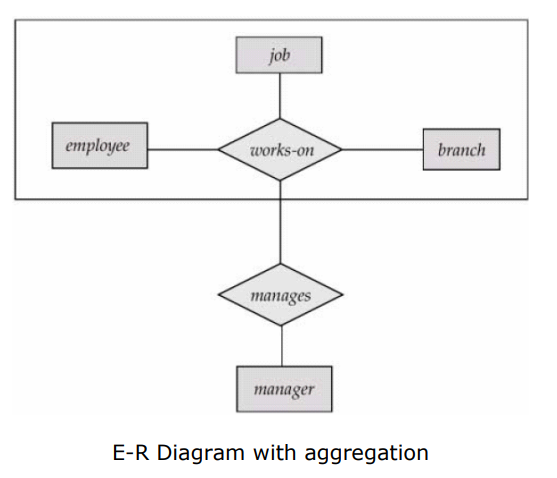 job
employee
works-on
branch
manages
manager
E-R Diagram with aggregation